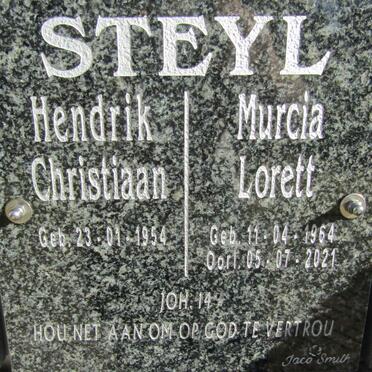 STEYL
Hendrik
Christiaan
Geb. 23-01-1954
Murcia
Lorett
Geb. 11-04-1964
Oorl. 05-07-2021
JOH. 14
HOU NET AAN OM OP GOD TE VERTROU
Jaco Smith